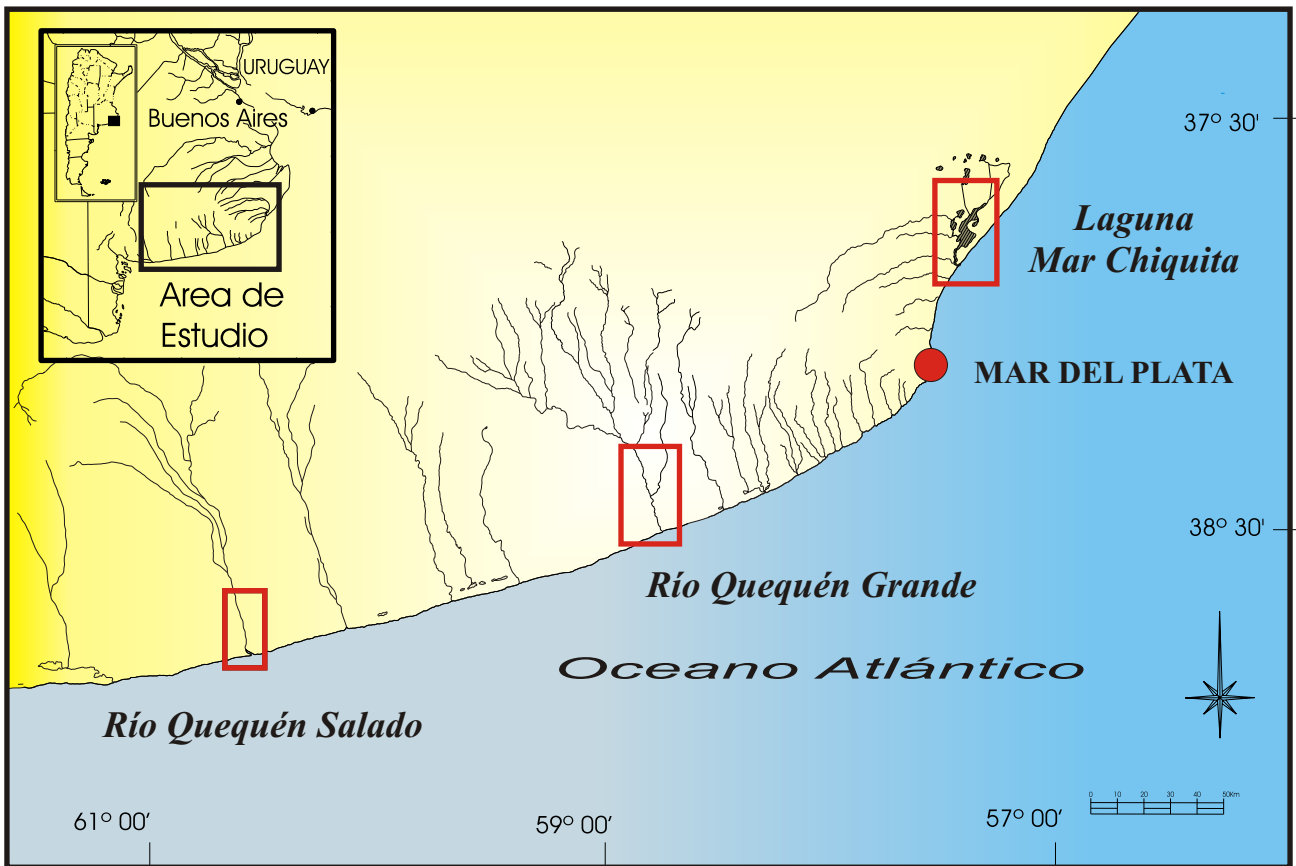 URUGUAY
Buenos Aires
Area de
Estudio
37° 30'
Laguna
Mar Chiquita
MAR DEL PLATA
38° 30'
Río Quequén Grande
Oceano Atlántico
Río Quequén Salado
61° 00'
59° 00'
57° 00'
0 10 20 30 40 50Km